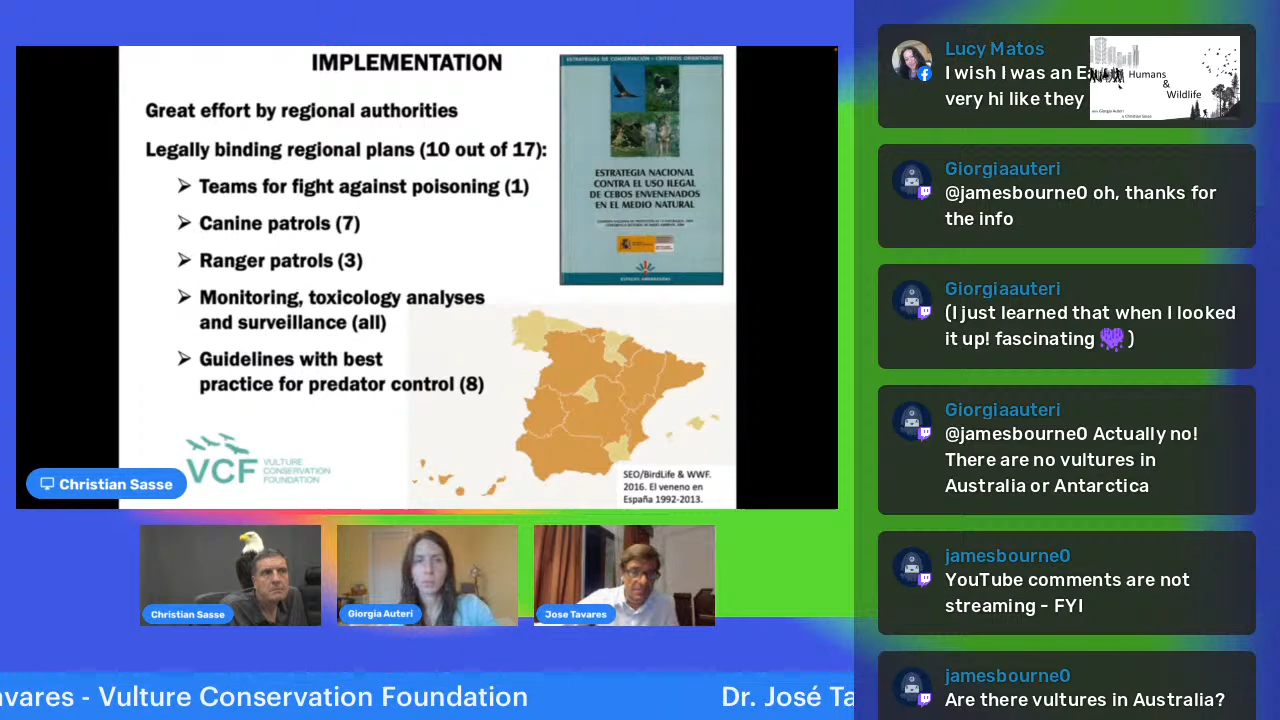 IMPLEMENTATION
Great effort by regional authorities
Legally binding regional plans (10 out of 17):
Teams for fight against poisoning (1)
Canine patrols (7)
Ranger patrols (3)
Monitoring, toxicology analyses
and surveillance (all)
Guidelines with best
practice for predator control (8)
ESTRATEGIAS DE CONSERVACIÓN - CRITERIOS ORIENTADORES
ESTRATEGIA NACIONAL
CONTRA EL USO ILEGAL
DE CEBOS ENVENENADOS
EN EL MEDIO NATURAL
VCF
VULTURE
CONSERVATION
FOUNDATION
SEO/BirdLife & WWF.
2016. El veneno en
España 1992-2013.
Christian Sasse
Christian Sasse
Giorgia Auteri
Jose Tavares
avares - Vulture Conservation Foundation
Dr. José Ta
Lucy Matos
I wish I was an Ea
very hi like they
Humans
&
Wildlife
Giorgiaauteri
@jamesbourne0 oh, thanks for
the info
Giorgiaauteri
(I just learned that when I looked
it up! fascinating )
Giorgiaauteri
@jamesbourne0 Actually no!
There are no vultures in
Australia or Antarctica
jamesbourne0
YouTube comments are not
streaming - FYI
jamesbourne0
Are there vultures in Australia?